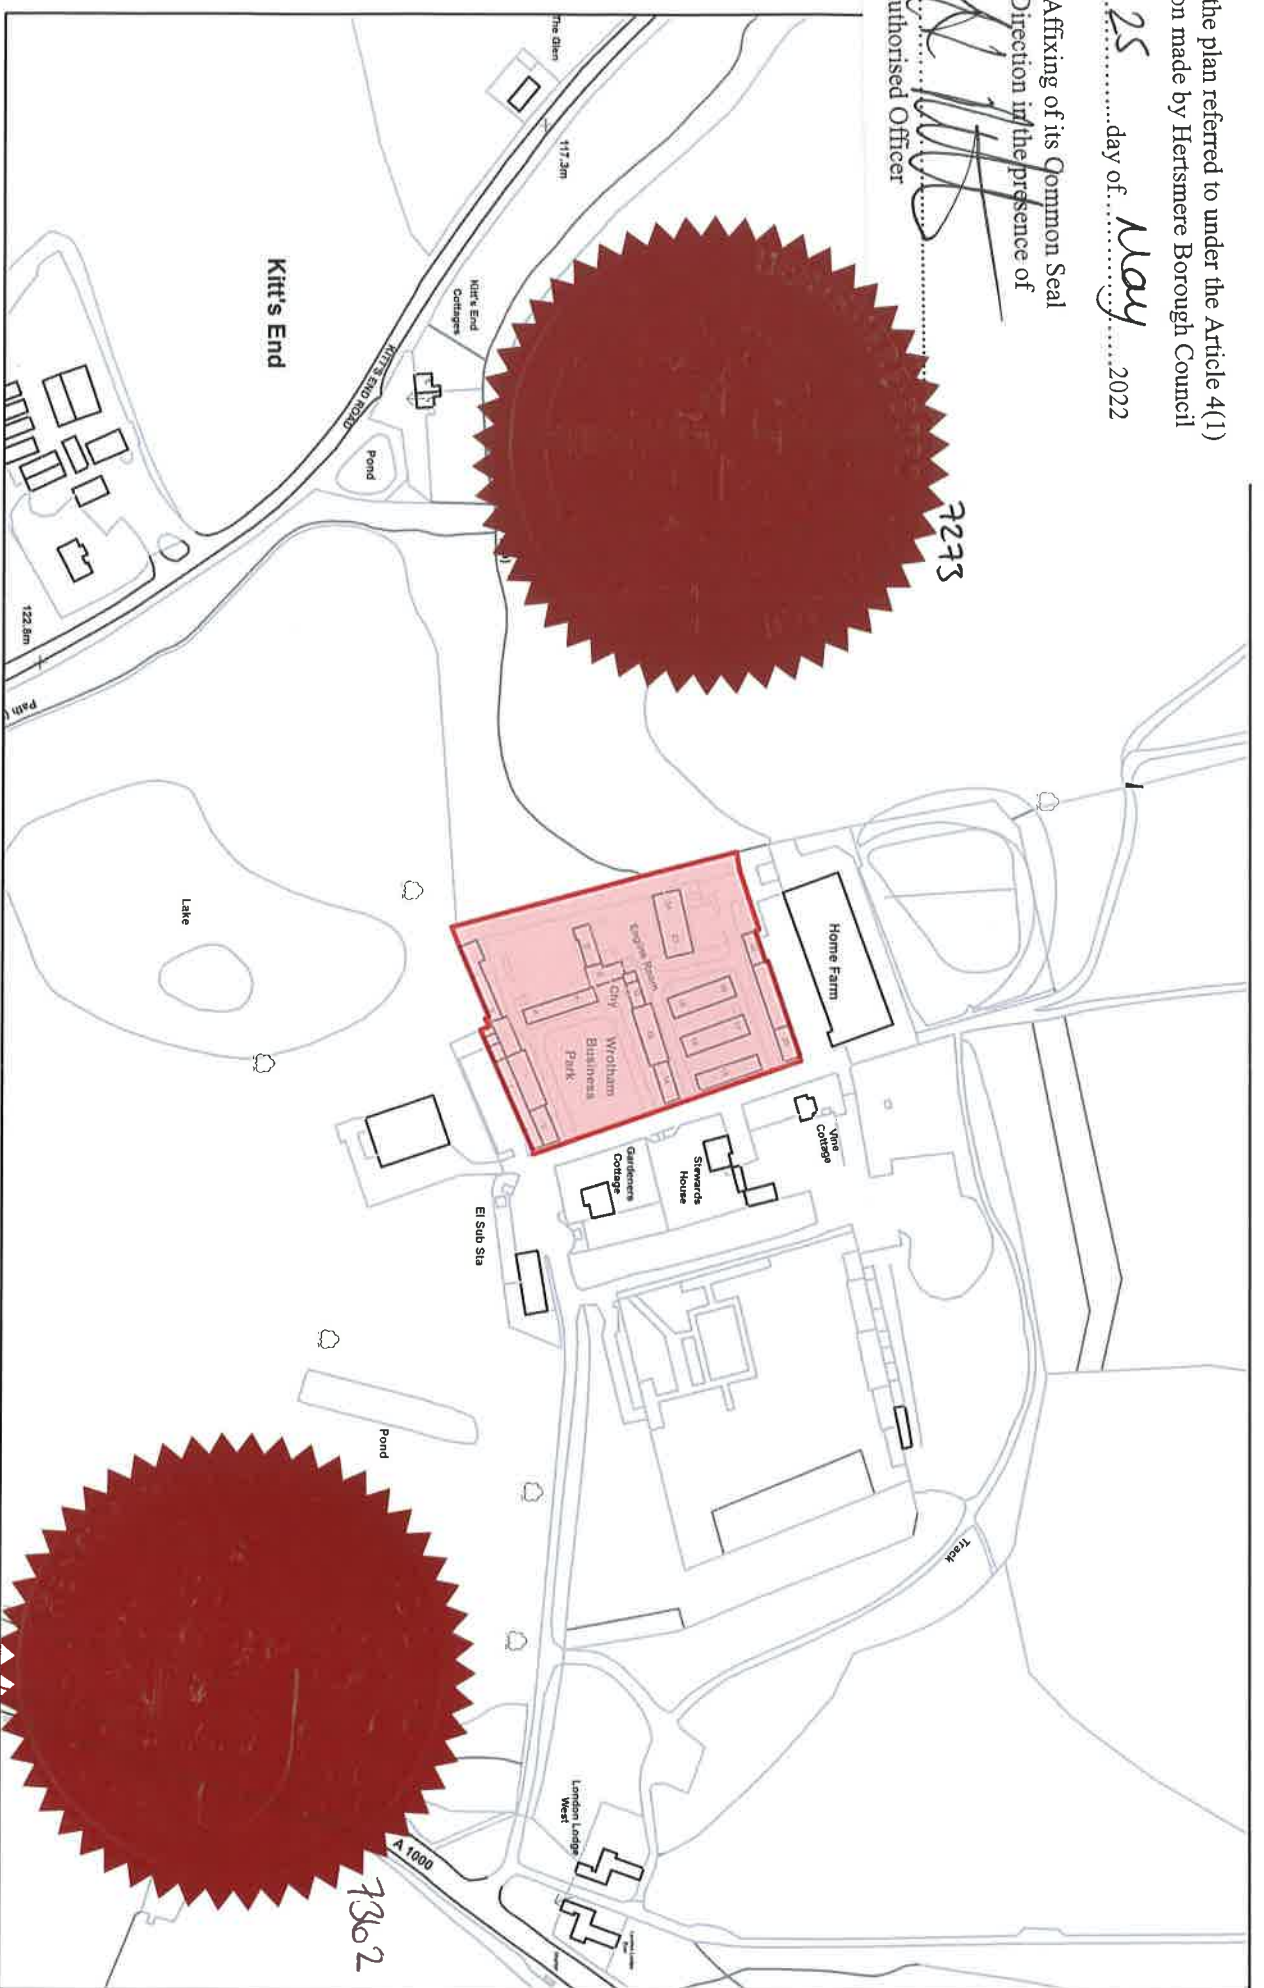 the plan referred to under the Article 4(1)
on made by Hertsmere Borough Council
25 day of May 2022
Affixing of its Common Seal
Direction in the presence of
uthorised Officer
7273
The Glen
117.3m
Kitt's End
Cottages
KITT'S END ROAD
Kitt's End
Pond
122.8m
Path
Lake
Home Farm
Engine Room
Chy
Wrotham
Business
Park
Vine
Cottage
Stewards
House
Gardeners
Cottage
El Sub Sta
Pond
Track
London Lodge
West
A 1000
7362